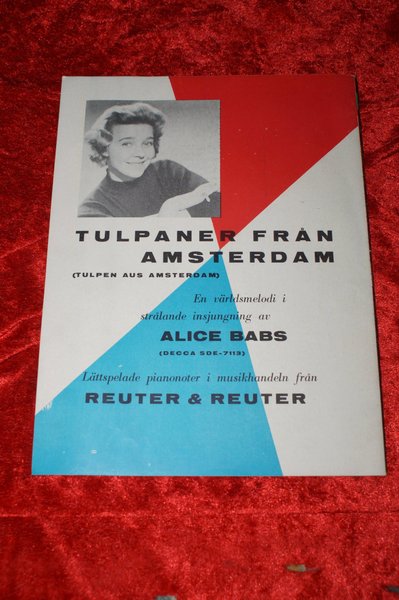 TULPANER FRÅN
AMSTERDAM
(TULPEN AUS AMSTERDAM)
En världsmelodi i
strålande insjungning av
ALICE BABS
(DECCA SDE-7113)
Lättspelade pianonoter i musikhandeln från
REUTER & REUTER